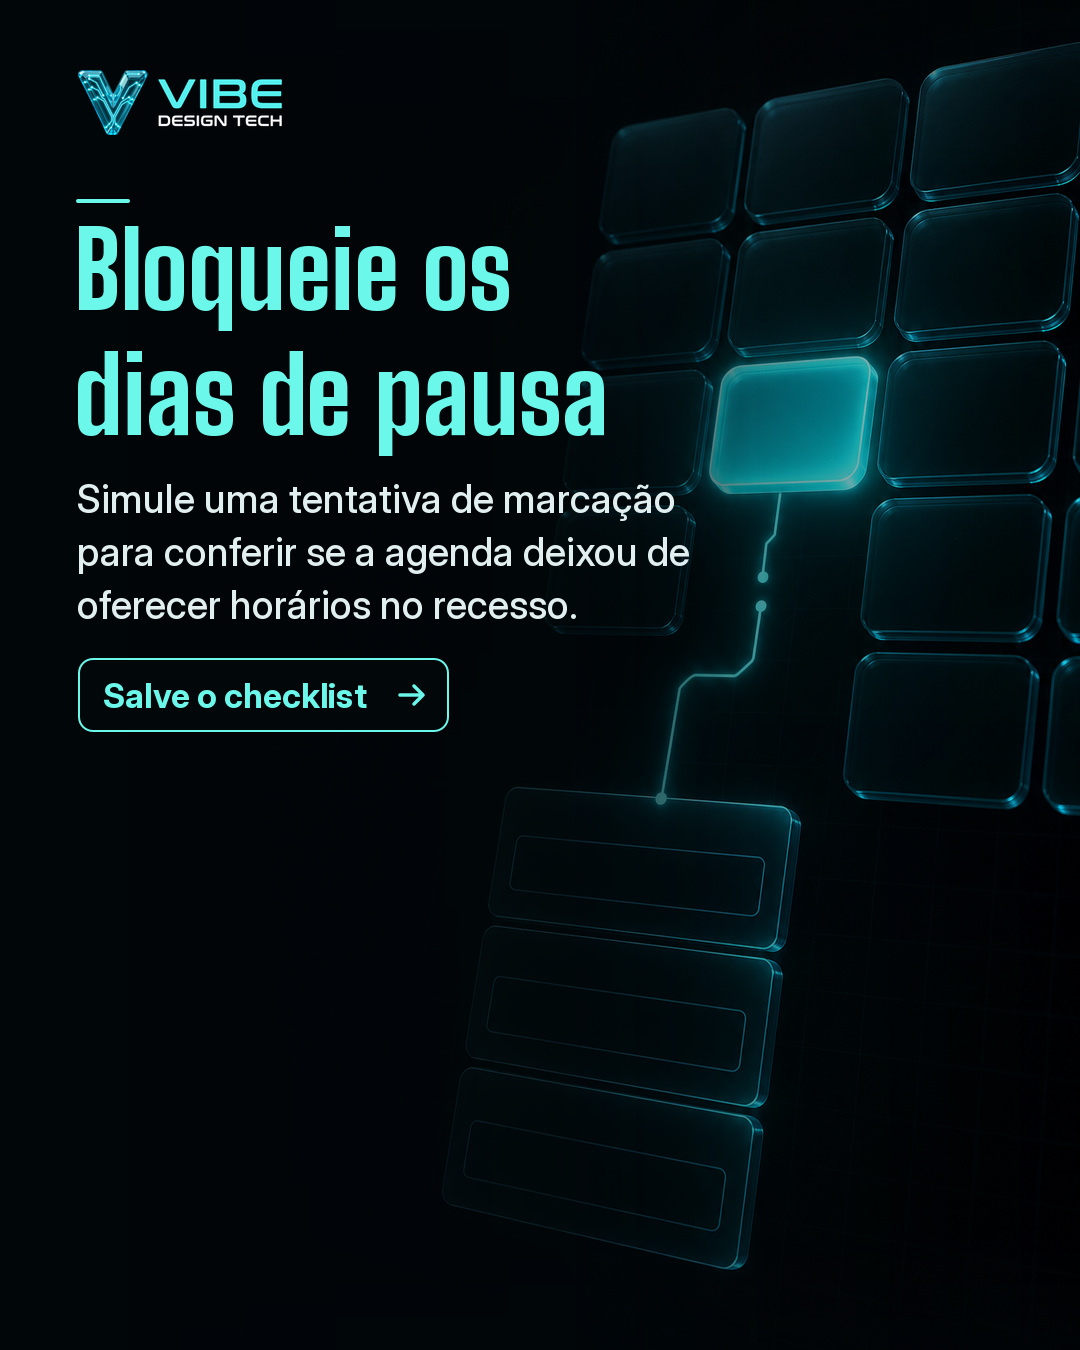 VIBE
DESIGN TECH
Bloqueie os
dias de pausa
Simule uma tentativa de marcação
para conferir se a agenda deixou de
oferecer horários no recesso.
Salve o checklist →